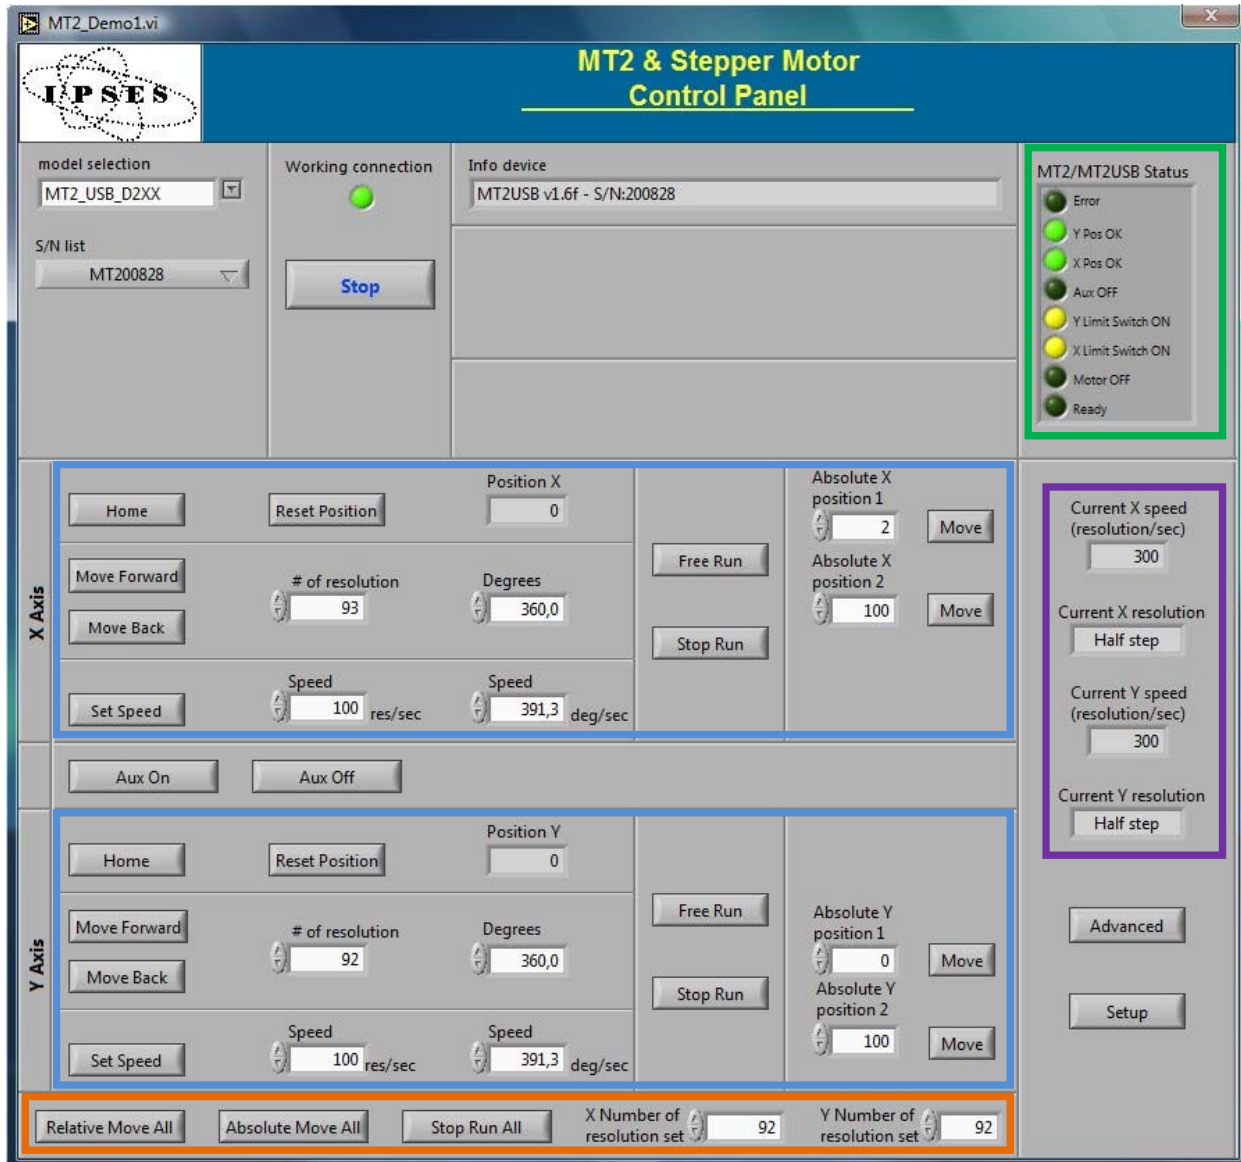 MT2_Demo1.vi
IPSES
MT2 & Stepper Motor
Control Panel
model selection
MT2_USB_D2XX
S/N list
MT200828
Working connection
Stop
Info device
MT2USB v1.6f - S/N:200828
MT2/MT2USB Status
Error
Y Pos OK
X Pos OK
Aux OFF
Y Limit Switch ON
X Limit Switch ON
Motor OFF
Ready
X Axis
Home
Reset Position
Position X
0
Move Forward
Move Back
# of resolution
93
Degrees
360,0
Set Speed
Speed
100 res/sec
Speed
391,3 deg/sec
Free Run
Stop Run
Absolute X
position 1
2
Move
Absolute X
position 2
100
Move
Current X speed
(resolution/sec)
300
Current X resolution
Half step
Current Y speed
(resolution/sec)
300
Current Y resolution
Half step
Aux On
Aux Off
Y Axis
Home
Reset Position
Position Y
0
Move Forward
Move Back
# of resolution
92
Degrees
360,0
Set Speed
Speed
100 res/sec
Speed
391,3 deg/sec
Free Run
Stop Run
Absolute Y
position 1
0
Move
Absolute Y
position 2
100
Move
Advanced
Setup
Relative Move All
Absolute Move All
Stop Run All
X Number of
resolution set
92
Y Number of
resolution set
92